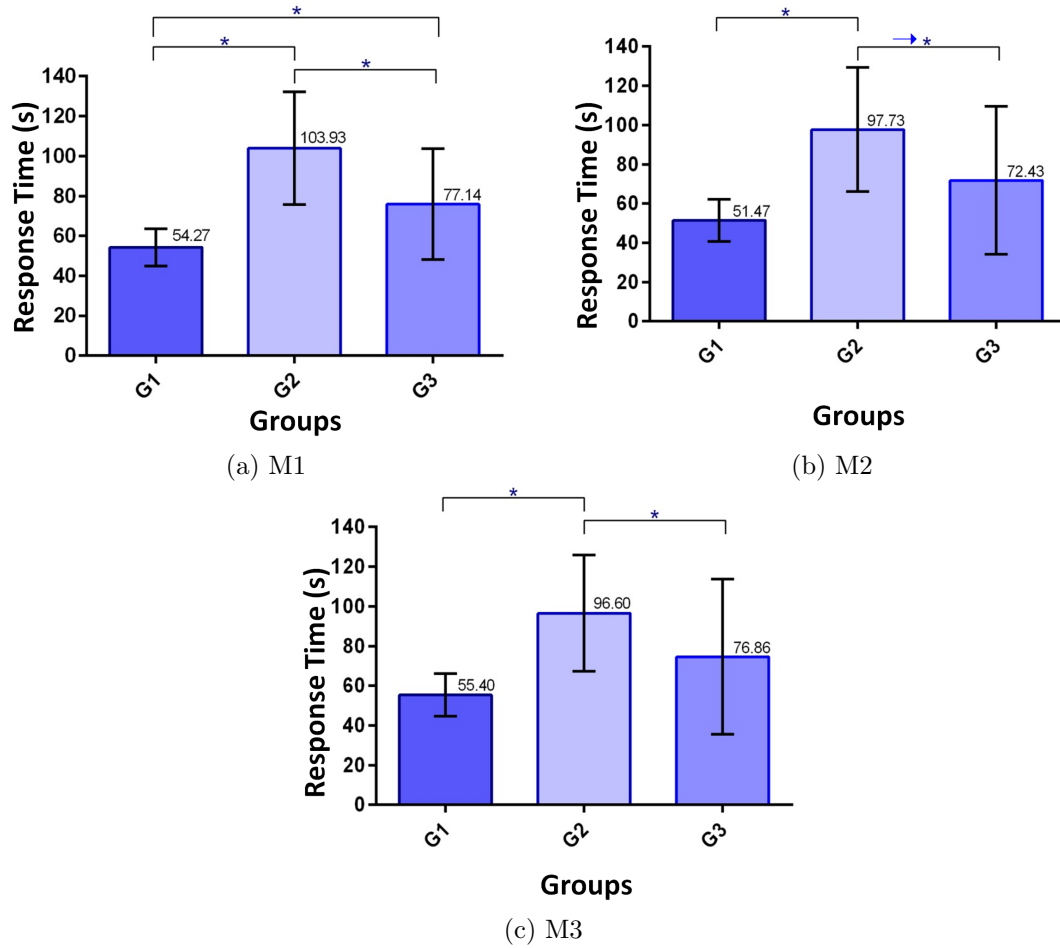 *
*
*
140
120
100
80
60
40
20
0
Response Time (s)
54.27
103.93
77.14
G1
G2
G3
Groups
(a) M1
*
→ *
140
120
100
80
60
40
20
0
Response Time (s)
51.47
97.73
72.43
G1
G2
G3
Groups
(b) M2
*
*
140
120
100
80
60
40
20
0
Response Time (s)
55.40
96.60
76.86
G1
G2
G3
Groups
(c) M3